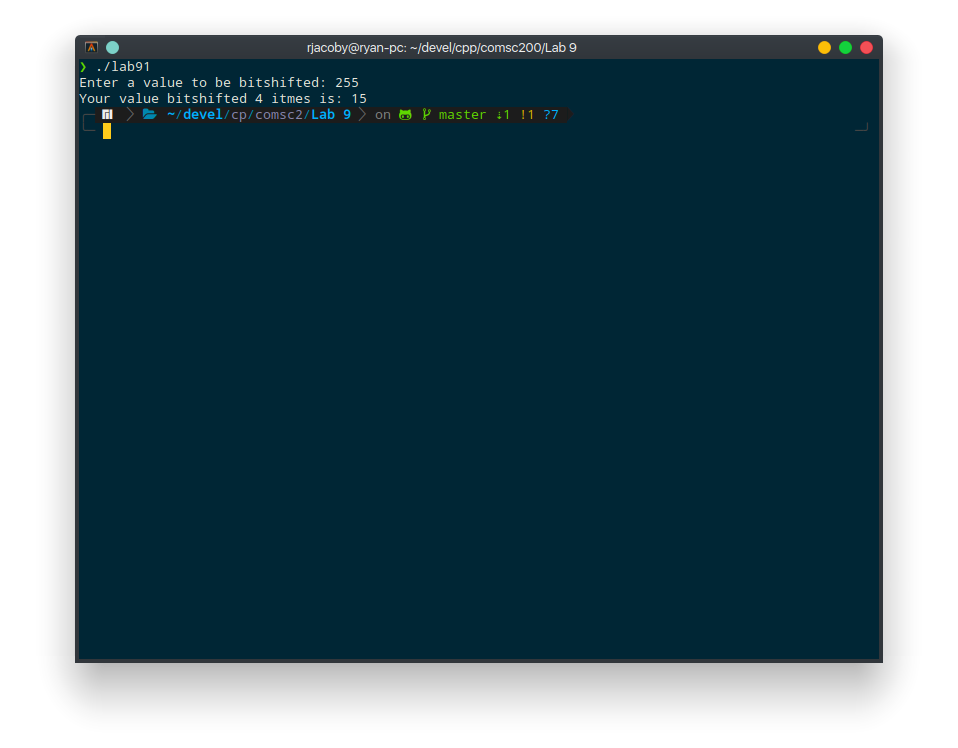 rjacoby@ryan-pc: ~/devel/cpp/comsc200/Lab 9
❯ ./lab91
Enter a value to be bitshifted: 255
Your value bitshifted 4 itmes is: 15
~/devel/cp/comsc2/Lab 9 on master ⇣1 !1 ?7